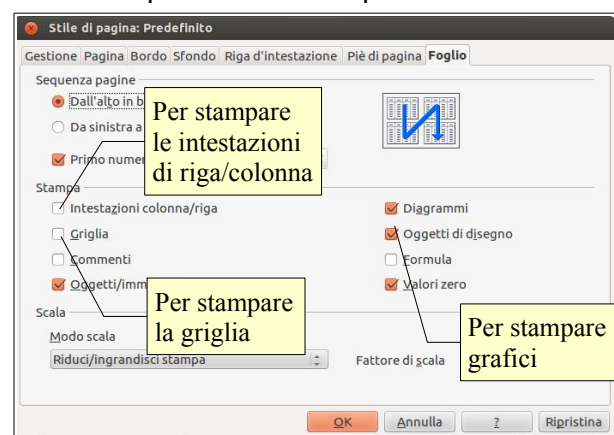 Stile di pagina: Predefinito
Gestione Pagina Bordo Sfondo Riga d'intestazione Piè di pagina Foglio
Sequenza pagine
Dall'alto in b
Da sinistra a
Primo nume
Per stampare
le intestazioni
di riga/colonna
Stampa
Intestazioni colonna/riga
Diagrammi
Griglia
Oggetti di disegno
Commenti
Formula
Oggetti/imm
Valori zero
Per stampare
la griglia
Per stampare
grafici
Scala
Modo scala
Riduci/ingrandisci stampa
Fattore di scala
OK Annulla ? Ripristina